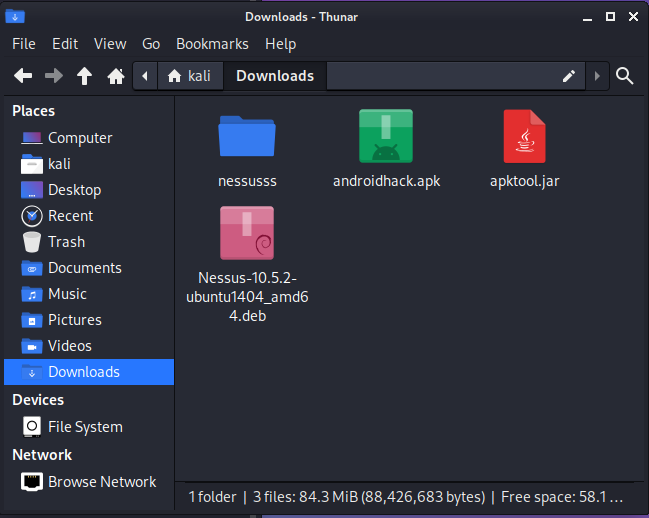 Downloads - Thunar
File Edit View Go Bookmarks Help
kali Downloads
Places
Computer
kali
Desktop
Recent
Trash
Documents
Music
Pictures
Videos
Downloads
Devices
File System
Network
Browse Network
nessusss
androidhack.apk
apktool.jar
Nessus-10.5.2-
ubuntu1404_amd6
4.deb
1 folder | 3 files: 84.3 MiB (88,426,683 bytes) | Free space: 58.1 ...